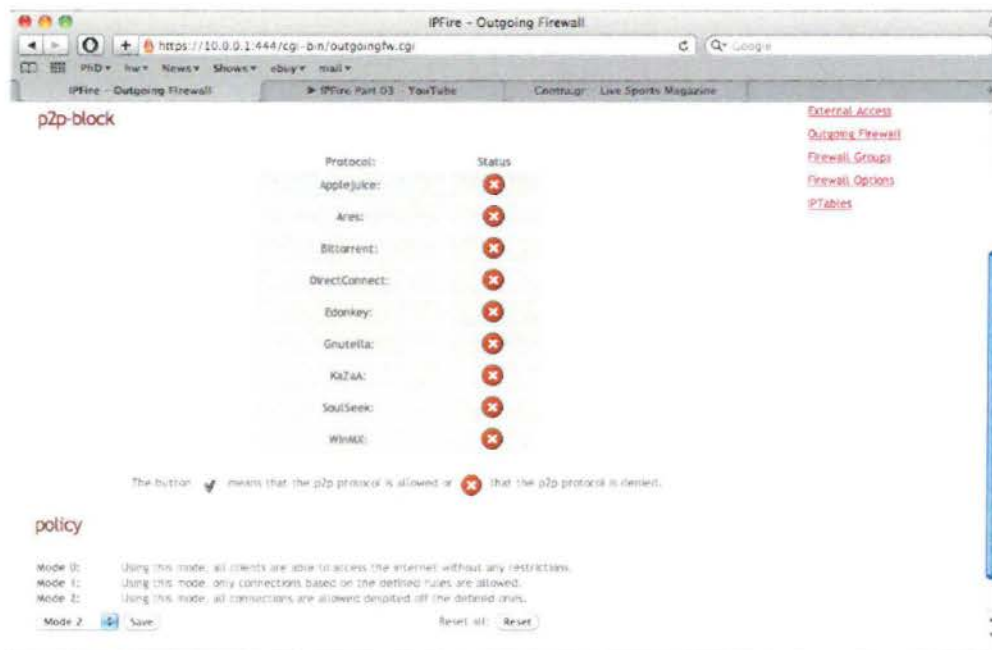 IPFire - Outgoing Firewall
https://10.0.0.1:444/cgi-bin/outgoingfw.cgi
Google
PhD hw News Shows ebuy mail
IPFire - Outgoing Firewall
IPFire Part 03 - YouTube
Contra.gr - Live Sports Magazine
External Access
Outgoing Firewall
Firewall Groups
Firewall Options
IPTables
p2p-block
Protocol: Status
Applejuice:
Ares:
Bittorrent:
DirectConnect:
Edonkey:
Gnutella:
KaZaA:
SoulSeek:
WinMX:
The button means that the p2p protocol is allowed or that the p2p protocol is denied.
policy
Mode 0: Using this mode, all clients are able to access the internet without any restrictions.
Mode 1: Using this mode, only connections based on the defined rules are allowed.
Mode 2: Using this mode, all connections are allowed despited off the defined ones.
Mode 2 Save Reset all: Reset